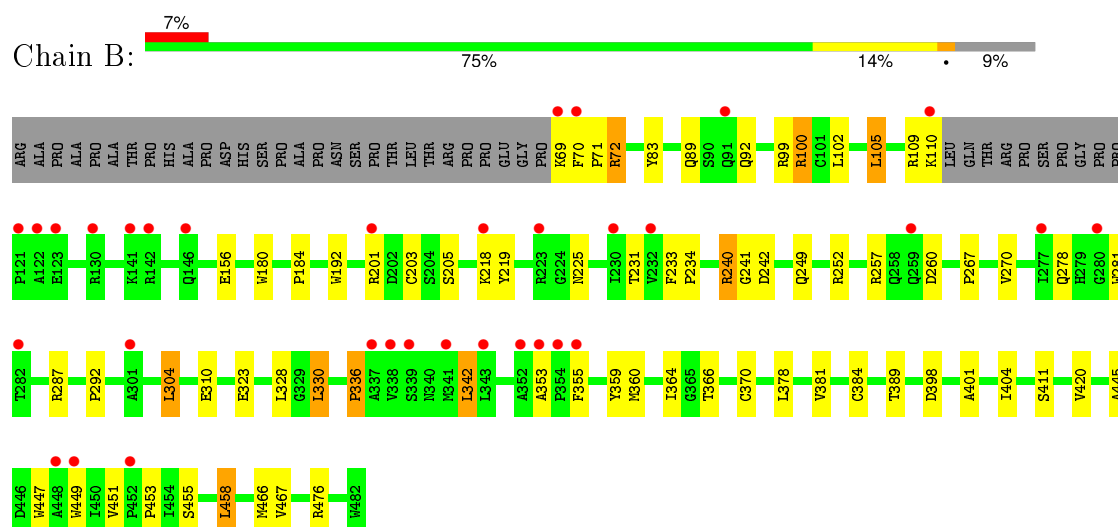 7%
Chain B:
75% 14% • 9%
ARG ALA PRO ALA PRO ALA THR PRO HIS ALA PRO ASP HIS SER PRO ALA PRO ASN SER PRO THR LEU THR ARG PRO PRO GLU GLY PRO K69 F70 P71 R72 Y83 Q89 S90 Q91 Q92 R99 R100 C101 L102 L105 R109 K110 LEU GLN THR ARG PRO SER PRO GLY PRO PRO
P121 A122 E123 R130 K141 R142 Q146 E156 W180 P184 W192 R201 D202 C203 S204 S205 K218 Y219 R223 G224 N225 I230 T231 V232 F233 P234 R240 G241 D242 Q249 R252 R257 Q258 Q259 D260 P267 V270 I277 Q278 H279 G280 W281
T282 R287 P292 A301 L304 E310 E323 L328 G329 L330 P336 A337 V338 S339 N340 M341 L342 L343 A352 A353 P354 F355 Y359 M360 I364 G365 T366 C370 L378 V381 C384 T389 D398 A401 I404 S411 V420 A445
D446 W447 A448 W449 I450 V451 P452 P453 I454 S455 L458 M466 V467 R476 W482